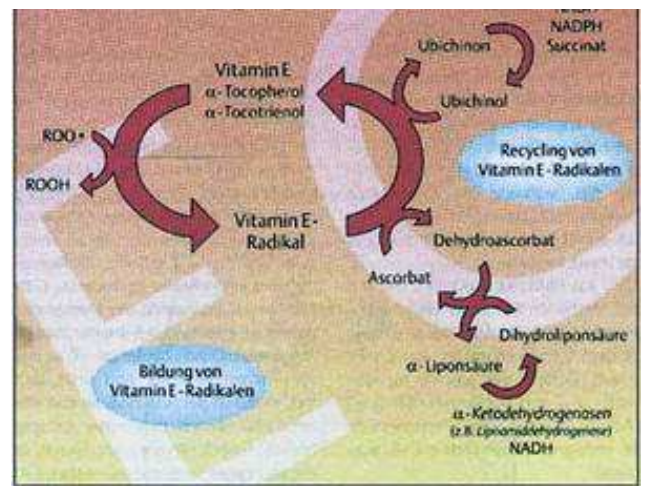 NADPH
Succinat
Ubichinon
Ubichinol
Vitamin E
α - Tocopherol
α - Tocotrienol
ROO •
ROOH
Recycling von
Vitamin E - Radikalen
Vitamin E -
Radikal
Dehydroascorbat
Ascorbat
Dihydroliponsäure
α - Liponsäure
Bildung von
Vitamin E - Radikalen
α - Ketodehydrogenasen
(z.B. Lipoamiddehydrogenase)
NADH